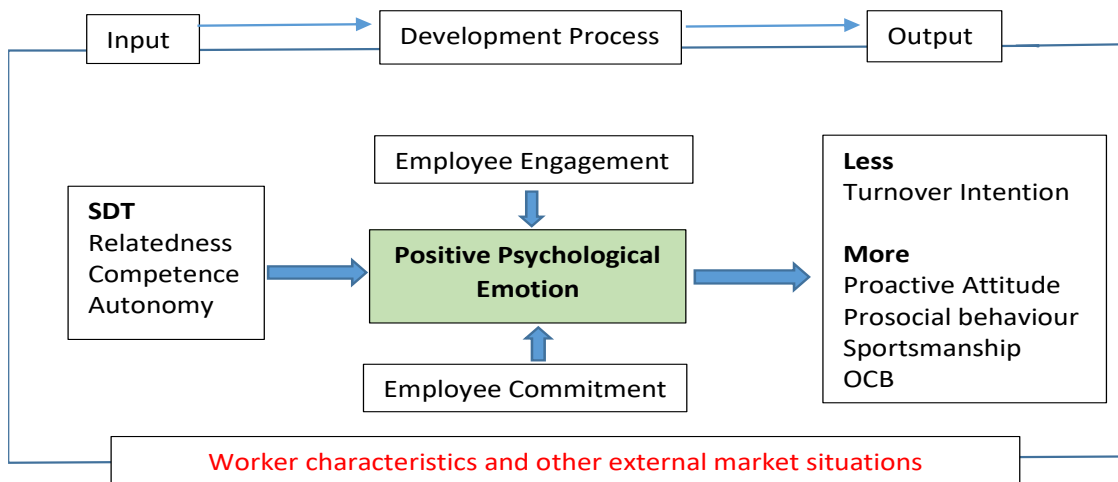 Input
Development Process
Output
Employee Engagement
SDT
Relatedness
Competence
Autonomy
Positive Psychological
Emotion
Employee Commitment
Less
Turnover Intention
More
Proactive Attitude
Prosocial behaviour
Sportsmanship
OCB
Worker characteristics and other external market situations